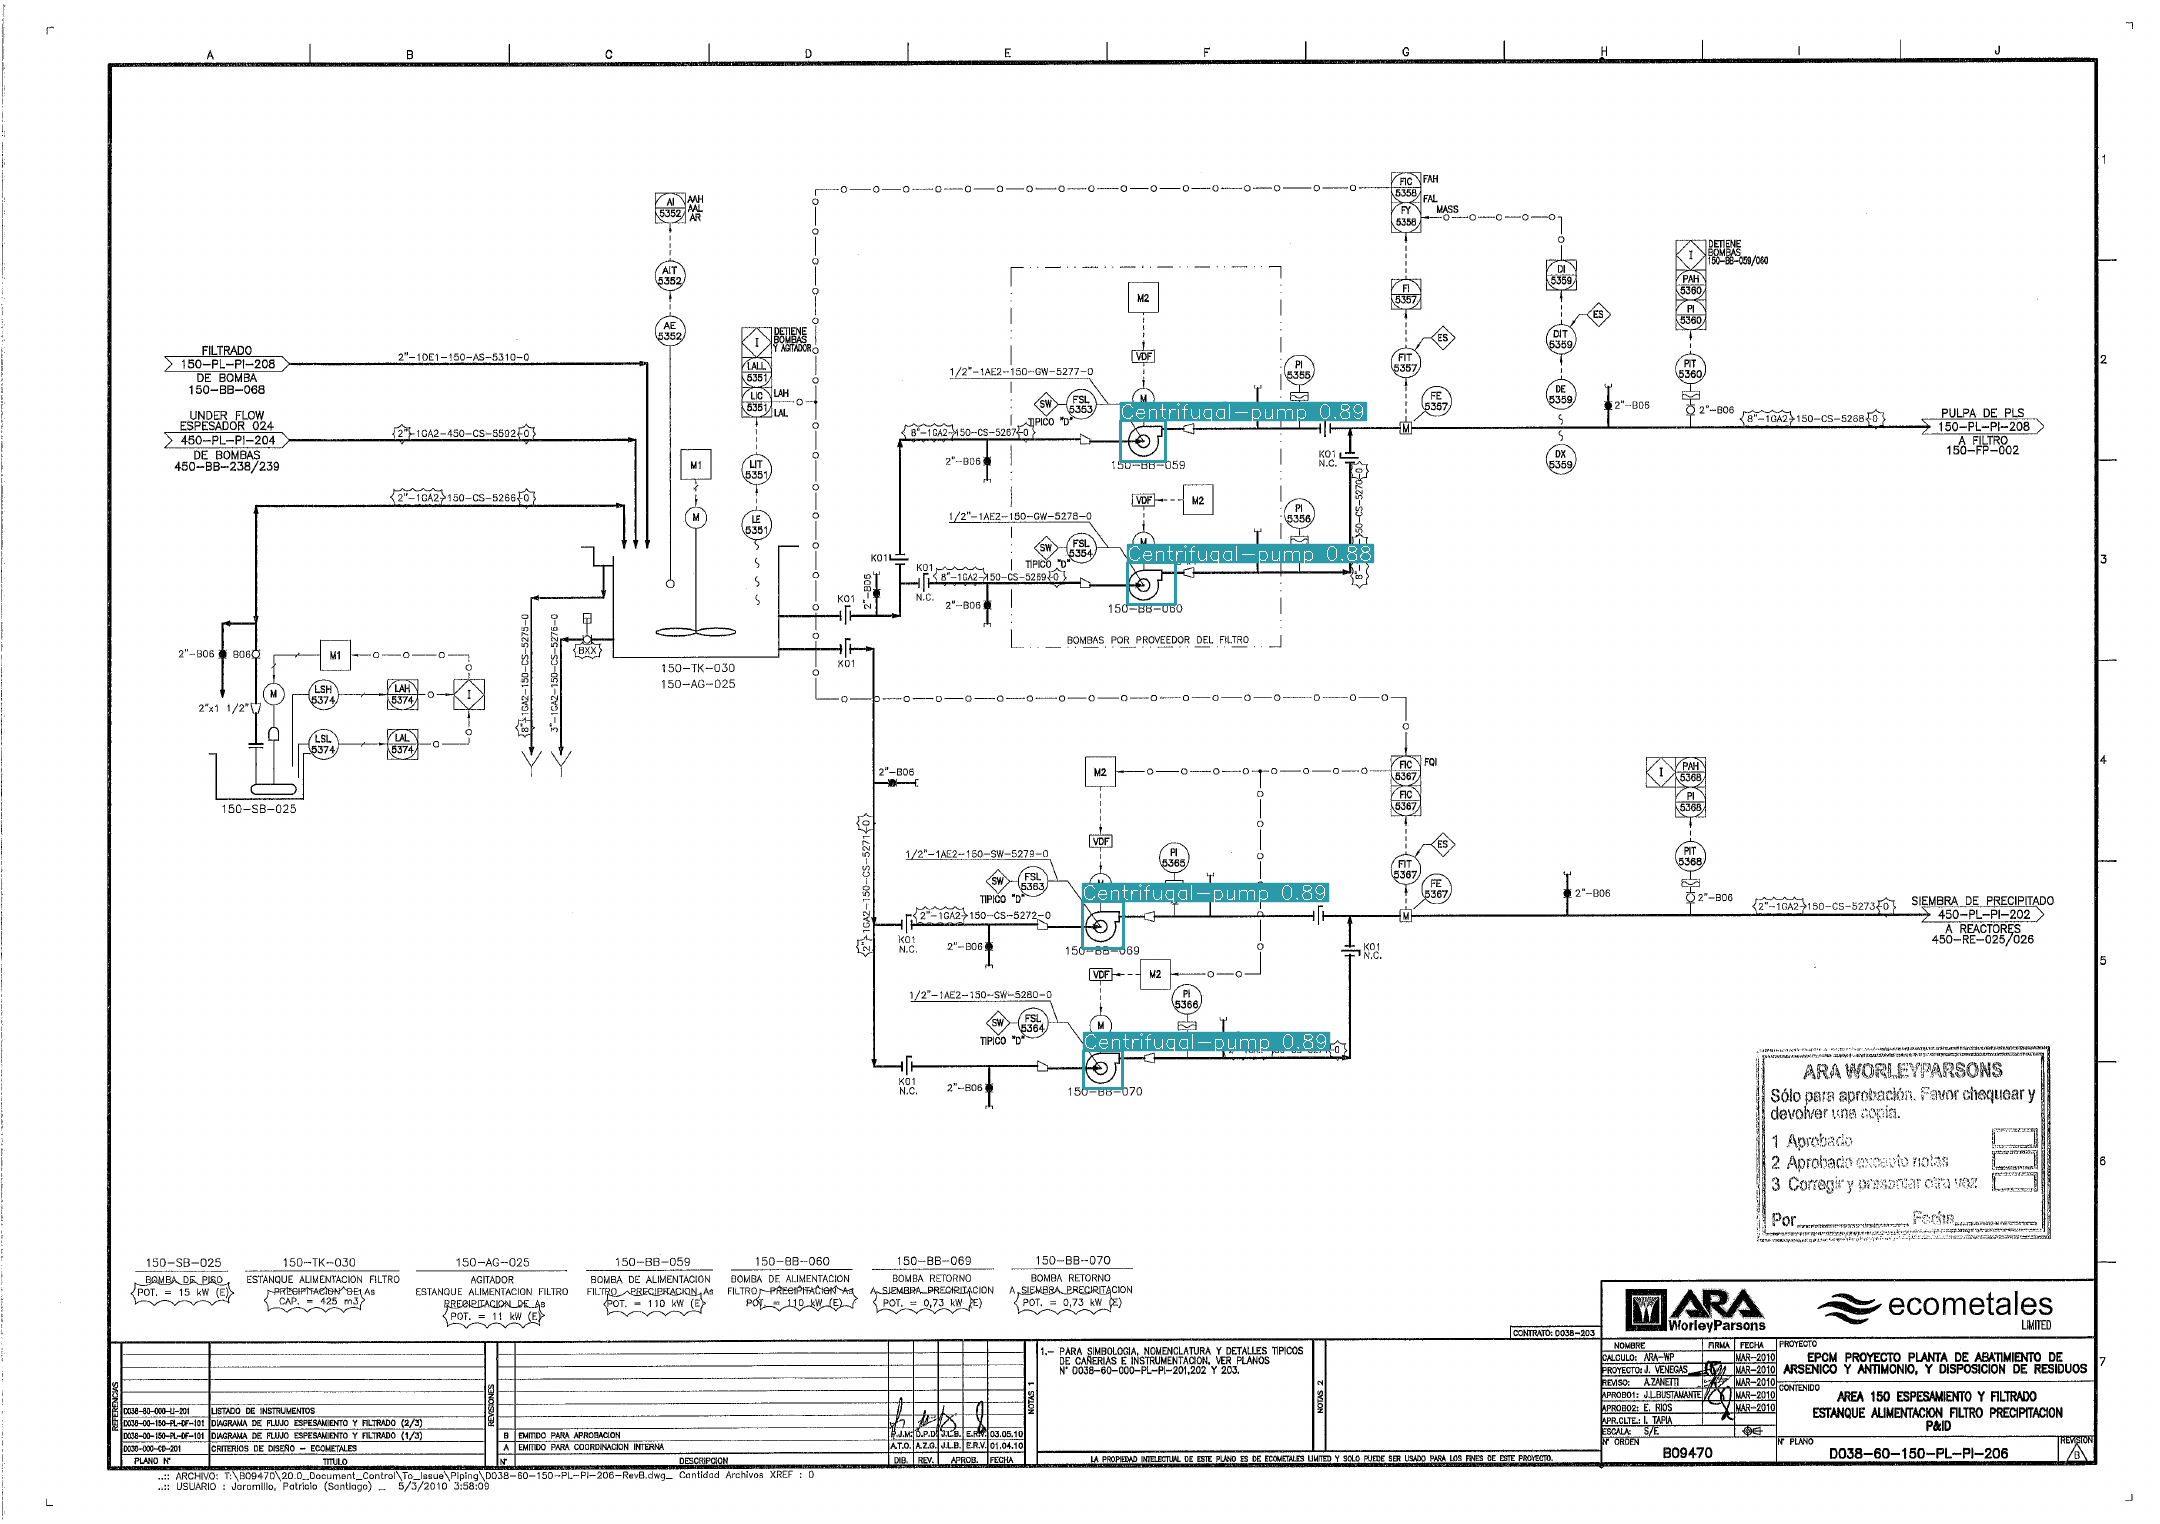 A B C D E F G H I J
1
2
3
4
5
6
7
AI 5352
AAH
AAL
AR
AIT 5352
AE 5352
FILTRADO
150-PL-PI-208
DE BOMBA
150-BB-068
2"-1DE1-150-AS-5310-0
UNDER FLOW
ESPESADOR 024
450-PL-PI-204
DE BOMBAS
450-BB-238/239
2"-1GA2-450-CS-5592-0
2"-1GA2-150-CS-5266-0
DETIENE
BOMBAS
Y AGITADOR
I
LALL 5351
LIC 5351
LAH
LAL
LIT 5351
LE 5351
M1
M
150-TK-030
150-AG-025
BXX
8"-1GA2-150-CS-5275-0
3"-1GA2-150-CS-5276-0
2"-B06
B06
M1
M
2"x1 1/2"
LSH 5374
LAH 5374
I
LSL 5374
LAL 5374
150-SB-025
FIC 5358
FAH
FAL
FY 5358
MASS
FI 5357
FIT 5357
ES
FE 5357
DI 5359
DIT 5359
ES
DE 5359
DX 5359
I
DETIENE
BOMBAS
150-BB-059/060
PAH 5360
PI 5360
PIT 5360
2"-B06
2"-B06
8"-1GA2-150-CS-5268-0
PULPA DE PLS
150-PL-PI-208
A FILTRO
150-FP-002
M2
VDF
M
1/2"-1AE2-150-GW-5277-0
SW
FSL 5353
TIPICO "D"
PI 5355
Centrifugal-pump 0.89
8"-1GA2-150-CS-5267-0
2"-B06
150-BB-059
M
K01
N.C.
VDF
M2
1/2"-1AE2-150-GW-5278-0
SW
FSL 5354
TIPICO "D"
PI 5356
Centrifugal-pump 0.88
K01
K01
N.C.
8"-1GA2-150-CS-5269-0
2"-B06
2"-B06
150-BB-060
K01
K01
BOMBAS POR PROVEEDOR DEL FILTRO
2"-B06
2"-1GA2-150-CS-5271-0
M2
VDF
FIC 5367
FQI
FIC 5367
FIT 5367
ES
FE 5367
1/2"-1AE2-150-SW-5279-0
SW
FSL 5363
TIPICO "D"
PI 5365
Centrifugal-pump 0.89
2"-1GA2-150-CS-5272-0
K01
N.C.
2"-B06
150-BB-069
M
I
PAH 5368
PI 5368
PIT 5368
2"-B06
2"-B06
2"-1GA2-150-CS-5273-0
SIEMBRA DE PRECIPITADO
450-PL-PI-202
A REACTORES
450-RE-025/026
K01
N.C.
VDF
M2
1/2"-1AE2-150-SW-5280-0
SW
FSL 5364
TIPICO "D"
M
PI 5366
Centrifugal-pump 0.89
K01
N.C.
2"-B06
150-BB-070
ARA WORLEYPARSONS
Sólo para aprobación. Favor chequear y
devolver una copia.
1 Aprobado
2 Aprobado excepto notas
3 Corregir y presentar otra vez
Por Fecha
150-SB-025
BOMBA DE PISO
POT. = 15 kW (E)
150-TK-030
ESTANQUE ALIMENTACION FILTRO
PRECIPITACION DE As
CAP. = 425 m3
150-AG-025
AGITADOR
ESTANQUE ALIMENTACION FILTRO
PRECIPITACION DE As
POT. = 11 kW (E)
150-BB-059
BOMBA DE ALIMENTACION
FILTRO PRECIPITACION As
POT. = 110 kW (E)
150-BB-060
BOMBA DE ALIMENTACION
FILTRO PRECIPITACION As
POT. = 110 kW (E)
150-BB-069
BOMBA RETORNO
A SIEMBRA PRECIPITACION
POT. = 0,73 kW (E)
150-BB-070
BOMBA RETORNO
A SIEMBRA PRECIPITACION
POT. = 0,73 kW (E)
REFERENCIAS
D038-60-000-LI-201 LISTADO DE INSTRUMENTOS
D038-00-150-PL-DF-101 DIAGRAMA DE FLUJO ESPESAMIENTO Y FILTRADO (2/3)
D038-00-150-PL-DF-101 DIAGRAMA DE FLUJO ESPESAMIENTO Y FILTRADO (1/3)
D038-000-CD-201 CRITERIOS DE DISEÑO - ECOMETALES
PLANO N° TITULO
REVISIONES
B EMITIDO PARA APROBACION P.J.M. D.P.D. J.L.B. E.R.V. 03.05.10
A EMITIDO PARA COORDINACION INTERNA A.T.O. A.Z.G. J.L.B. E.R.V. 01.04.10
N° DESCRIPCION DIB. REV. APROB. FECHA
NOTAS 1
1.- PARA SIMBOLOGIA, NOMENCLATURA Y DETALLES TIPICOS
DE CAÑERIAS E INSTRUMENTACION, VER PLANOS
N° D038-60-000-PL-PI-201,202 Y 203.
NOTAS 2
LA PROPIEDAD INTELECTUAL DE ESTE PLANO ES DE ECOMETALES LIMITED Y SOLO PUEDE SER USADO PARA LOS FINES DE ESTE PROYECTO.
CONTRATO: D038-203
ARA
WorleyParsons
ecometales
LIMITED
NOMBRE FIRMA FECHA
CALCULO: ARA-WP MAR-2010
PROYECTO: J. VENEGAS MAR-2010
REVISO: A.ZANETTI MAR-2010
APROBO1: J.L.BUSTAMANTE MAR-2010
APROBO2: E. RIOS MAR-2010
APR.CLTE.: I. TAPIA
ESCALA: S/E
N° ORDEN
B09470
PROYECTO
EPCM PROYECTO PLANTA DE ABATIMIENTO DE
ARSENICO Y ANTIMONIO, Y DISPOSICION DE RESIDUOS
CONTENIDO
AREA 150 ESPESAMIENTO Y FILTRADO
ESTANQUE ALIMENTACION FILTRO PRECIPITACION
P&ID
N° PLANO
D038-60-150-PL-PI-206
REVISION
B
..:: ARCHIVO: T:\B09470\20.0_Document_Control\To_Issue\Piping\D038-60-150-PL-PI-206-RevB.dwg_ Cantidad Archivos XREF : 0
..:: USUARIO : Jaramillo, Patricio (Santiago) _ 5/3/2010 3:58:09